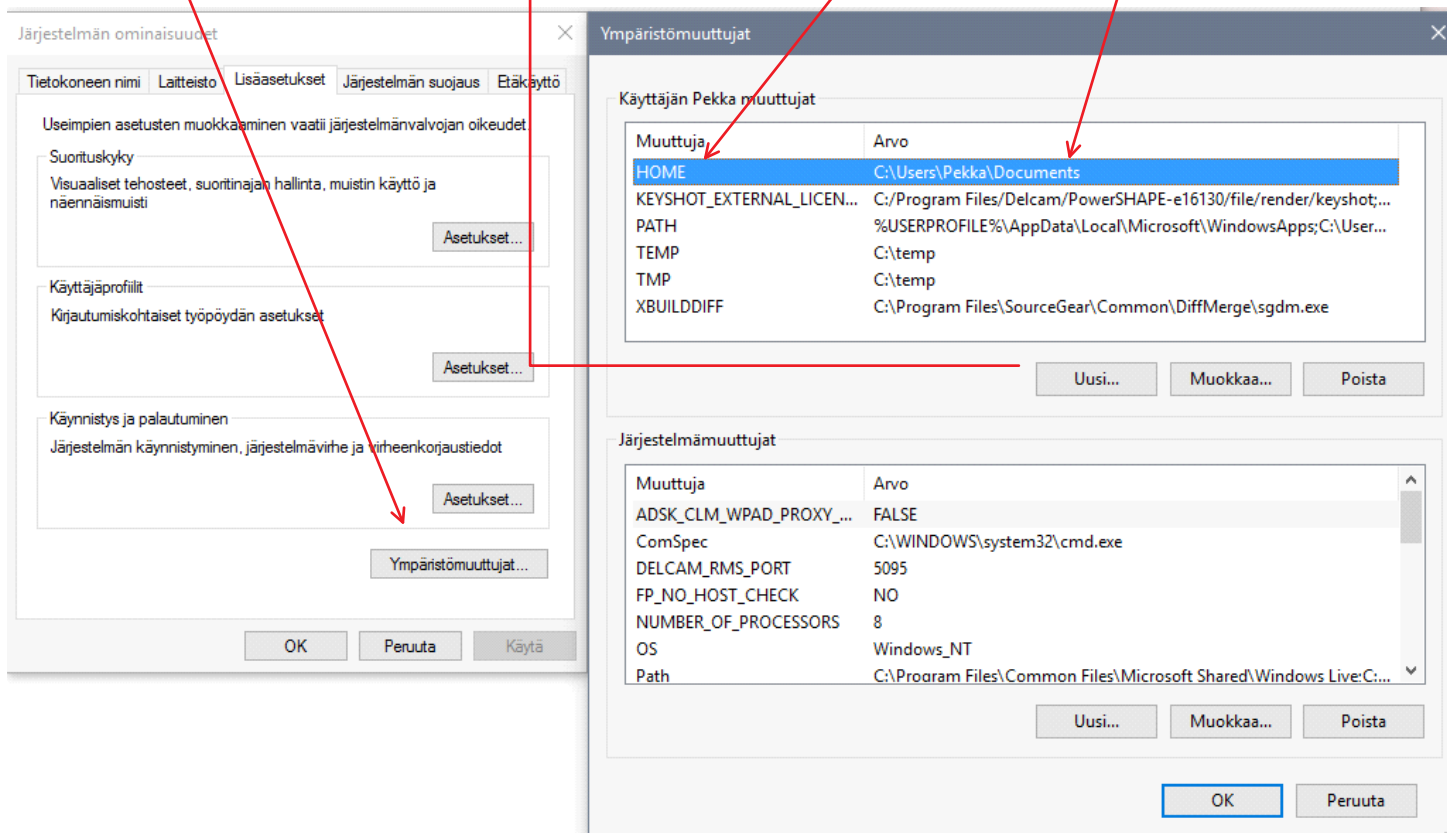 Järjestelmän ominaisuudet
Tietokoneen nimi Laitteisto Lisäasetukset Järjestelmän suojaus Etäkäyttö
Useimpien asetusten muokkaaminen vaatii järjestelmänvalvojan oikeudet.
Suorituskyky
Visuaaliset tehosteet, suoritinajan hallinta, muistin käyttö ja
näennäismuisti
Asetukset...
Käyttäjäprofiilit
Kirjautumiskohtaiset työpöydän asetukset
Asetukset...
Käynnistys ja palautuminen
Järjestelmän käynnistyminen, järjestelmävirhe ja virheenkorjaustiedot
Asetukset...
Ympäristömuuttujat...
OK Peruuta Käytä
Ympäristömuuttujat
Käyttäjän Pekka muuttujat
Muuttuja Arvo
HOME C:\Users\Pekka\Documents
KEYSHOT_EXTERNAL_LICEN... C:/Program Files/Delcam/PowerSHAPE-e16130/file/render/keyshot;...
PATH %USERPROFILE%\AppData\Local\Microsoft\WindowsApps;C:\User...
TEMP C:\temp
TMP C:\temp
XBUILDDIFF C:\Program Files\SourceGear\Common\DiffMerge\sgdm.exe
Uusi... Muokkaa... Poista
Järjestelmämuuttujat
Muuttuja Arvo
ADSK_CLM_WPAD_PROXY_... FALSE
ComSpec C:\WINDOWS\system32\cmd.exe
DELCAM_RMS_PORT 5095
FP_NO_HOST_CHECK NO
NUMBER_OF_PROCESSORS 8
OS Windows_NT
Path C:\Program Files\Common Files\Microsoft Shared\Windows Live;C:...
Uusi... Muokkaa... Poista
OK Peruuta